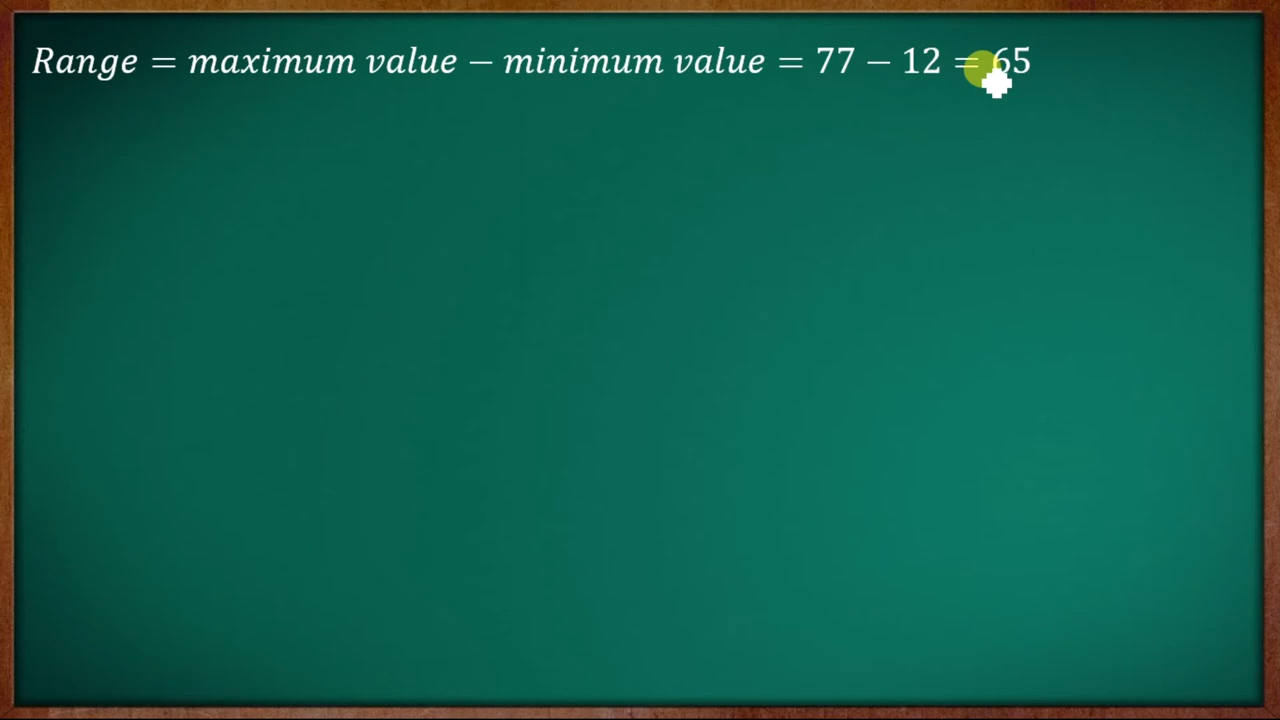 Range = maximum value − minimum value = 77 − 12 = 65